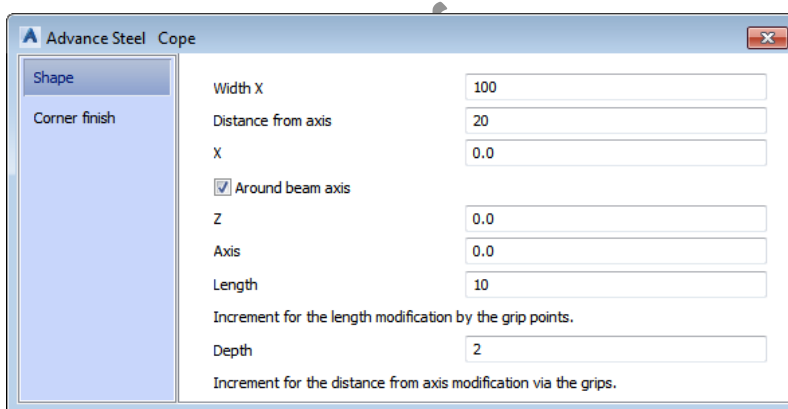 Advance Steel Cope
Shape
Corner finish
Width X 100
Distance from axis 20
X 0.0
Around beam axis
Z 0.0
Axis 0.0
Length 10
Increment for the length modification by the grip points.
Depth 2
Increment for the distance from axis modification via the grips.